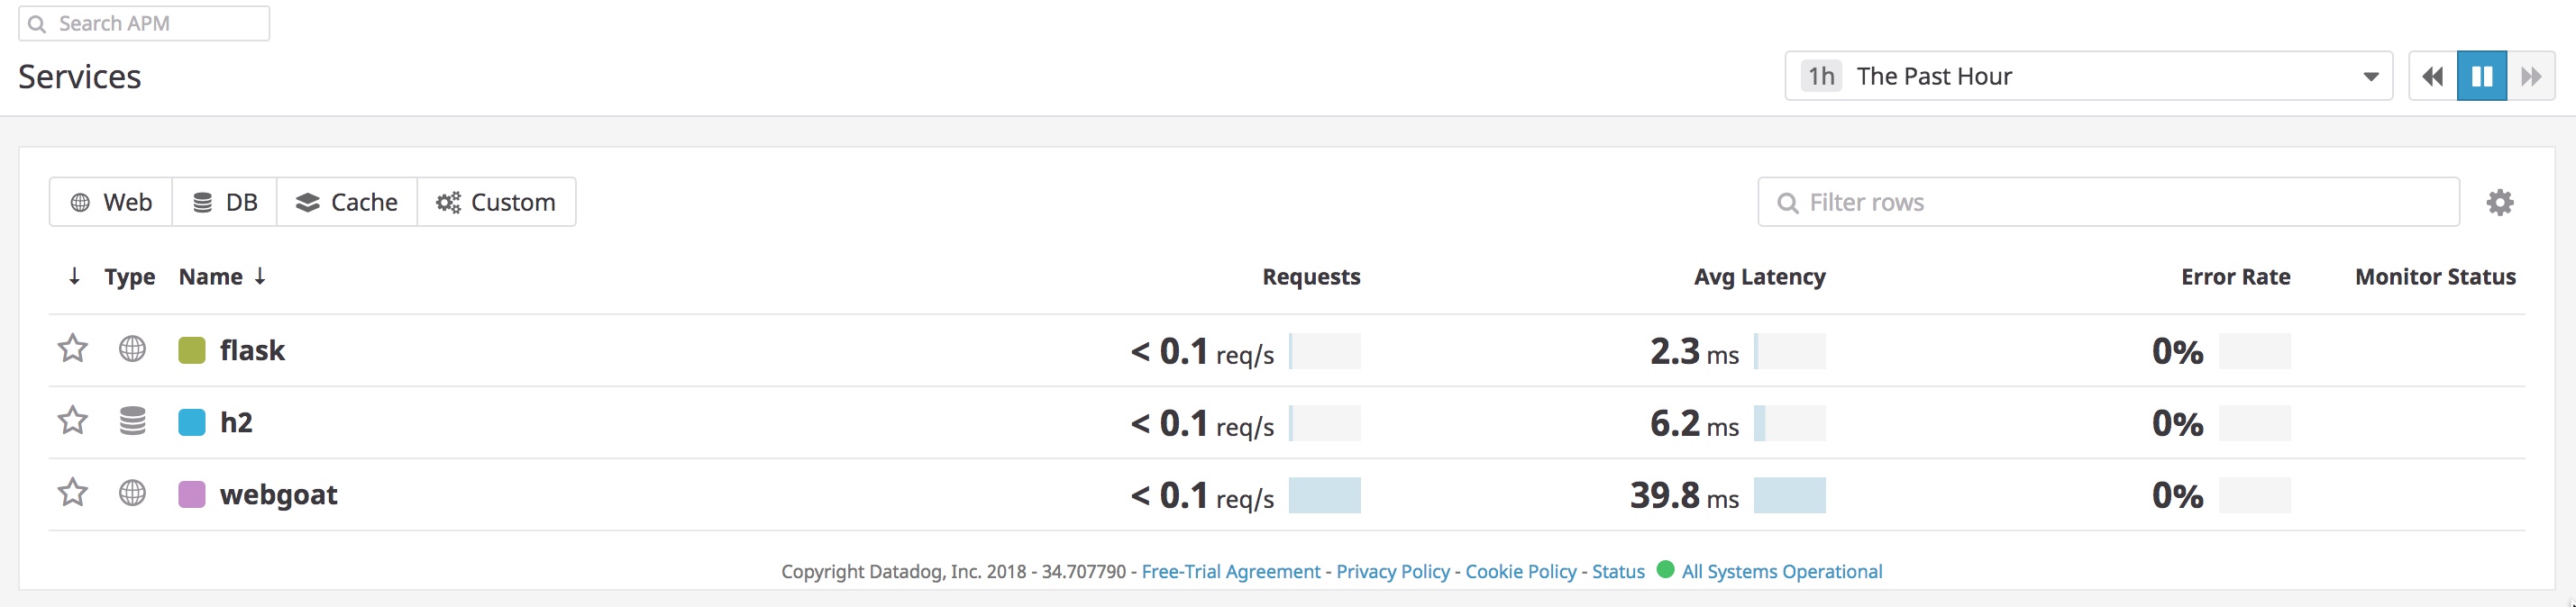 Search APM
Services
1h The Past Hour
Web DB Cache Custom
Filter rows
↓ Type Name ↓ Requests Avg Latency Error Rate Monitor Status
flask < 0.1 req/s 2.3 ms 0%
h2 < 0.1 req/s 6.2 ms 0%
webgoat < 0.1 req/s 39.8 ms 0%
Copyright Datadog, Inc. 2018 - 34.707790 - Free-Trial Agreement - Privacy Policy - Cookie Policy - Status All Systems Operational